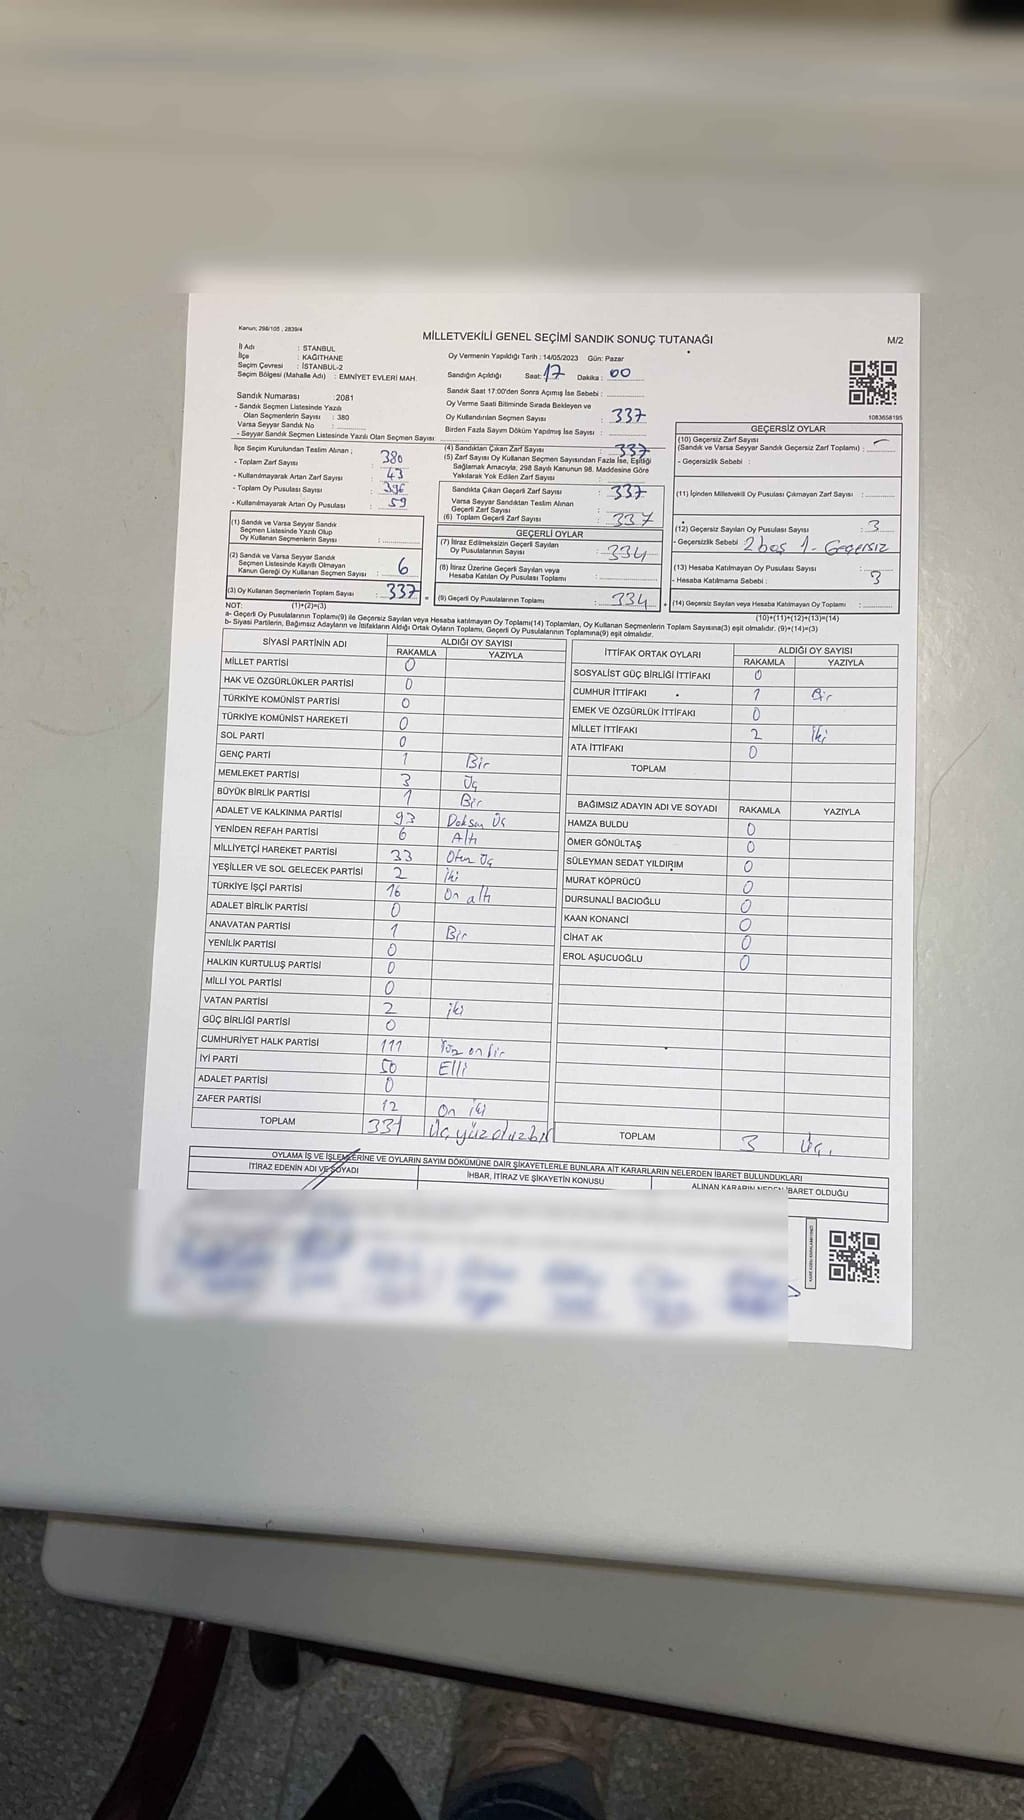 Kanun; 298/105 , 2839/4
MİLLETVEKİLİ GENEL SEÇİMİ SANDIK SONUÇ TUTANAĞI
M/2
İl Adı : STANBUL
İlçe : KAĞITHANE
Seçim Çevresi : İSTANBUL-2
Seçim Bölgesi (Mahalle Adı) : EMNİYET EVLERİ MAH.
Sandık Numarası : 2081
- Sandık Seçmen Listesinde Yazılı
Olan Seçmenlerin Sayısı : 380
Varsa Seyyar Sandık No :
- Seyyar Sandık Seçmen Listesinde Yazılı Olan Seçmen Sayısı :
Oy Vermenin Yapıldığı Tarih : 14/05/2023 Gün: Pazar
Sandığın Açıldığı Saat: 17 Dakika : 00
Sandık Saat 17:00'den Sonra Açımış İse Sebebi :
Oy Verme Saati Bitiminde Sırada Bekleyen ve
Oy Kullandırılan Seçmen Sayısı : 337
Birden Fazla Sayım Döküm Yapılmış İse Sayısı :
1083658195
İlçe Seçim Kurulundan Teslim Alınan ;
- Toplam Zarf Sayısı : 380
- Kullanılmayarak Artan Zarf Sayısı : 43
- Toplam Oy Pusulası Sayısı : 396
- Kullanılmayarak Artan Oy Pusulası : 59
(1) Sandık ve Varsa Seyyar Sandık
Seçmen Listesinde Yazılı Olup
Oy Kullanan Seçmenlerin Sayısı :
(2) Sandık ve Varsa Seyyar Sandık
Seçmen Listesinde Kayıtlı Olmayan
Kanun Gereği Oy Kullanan Seçmen Sayısı : 6
(3) Oy Kullanan Seçmenlerin Toplam Sayısı : 337
(4) Sandıktan Çıkan Zarf Sayısı : 337
(5) Zarf Sayısı Oy Kullanan Seçmen Sayısından Fazla İse, Eşitliği
Sağlamak Amacıyla, 298 Sayılı Kanunun 98. Maddesine Göre
Yakılarak Yok Edilen Zarf Sayısı :
Sandıkta Çıkan Geçerli Zarf Sayısı : 337
Varsa Seyyar Sandıktan Teslim Alınan
Geçerli Zarf Sayısı :
(6) Toplam Geçerli Zarf Sayısı : 337
GEÇERLİ OYLAR
(7) İtiraz Edilmeksizin Geçerli Sayılan
Oy Pusulalarının Sayısı : 334
(8) İtiraz Üzerine Geçerli Sayılan veya
Hesaba Katılan Oy Pusulası Toplamı :
(9) Geçerli Oy Pusulalarının Toplamı : 334
GEÇERSİZ OYLAR
(10) Geçersiz Zarf Sayısı
(Sandık ve Varsa Seyyar Sandık Geçersiz Zarf Toplamı) : -
- Geçersizlik Sebebi :
(11) İçinden Milletvekili Oy Pusulası Çıkmayan Zarf Sayısı :
(12) Geçersiz Sayılan Oy Pusulası Sayısı : 3
- Geçersizlik Sebebi : 2 boş 1- Geçersiz
(13) Hesaba Katılmayan Oy Pusulası Sayısı :
- Hesaba Katılmama Sebebi : 3
(14) Geçersiz Sayılan veya Hesaba Katılmayan Oy Toplamı :
NOT: (1)+(2)=(3)
(10)+(11)+(12)+(13)=(14)
a- Geçerli Oy Pusulalarının Toplamı(9) ile Geçersiz Sayılan veya Hesaba katılmayan Oy Toplamı(14) Toplamları, Oy Kullanan Seçmenlerin Toplam Sayısına(3) eşit olmalıdır. (9)+(14)=(3)
b- Siyasi Partilerin, Bağımsız Adayların ve İttifakların Aldığı Ortak Oyların Toplamı, Geçerli Oy Pusulalarının Toplamına(9) eşit olmalıdır.
SİYASİ PARTİNİN ADI ALDIĞI OY SAYISI
RAKAMLA YAZIYLA
MİLLET PARTİSİ 0
HAK VE ÖZGÜRLÜKLER PARTİSİ 0
TÜRKİYE KOMÜNİST PARTİSİ 0
TÜRKİYE KOMÜNİST HAREKETİ 0
SOL PARTİ 0
GENÇ PARTİ 1 Bir
MEMLEKET PARTİSİ 3 Üç
BÜYÜK BİRLİK PARTİSİ 1 Bir
ADALET VE KALKINMA PARTİSİ 93 Doksan Üç
YENİDEN REFAH PARTİSİ 6 Altı
MİLLİYETÇİ HAREKET PARTİSİ 33 Otuz Üç
YEŞİLLER VE SOL GELECEK PARTİSİ 2 iki
TÜRKİYE İŞÇİ PARTİSİ 16 On altı
ADALET BİRLİK PARTİSİ 0
ANAVATAN PARTİSİ 1 Bir
YENİLİK PARTİSİ 0
HALKIN KURTULUŞ PARTİSİ 0
MİLLİ YOL PARTİSİ 0
VATAN PARTİSİ 2 iki
GÜÇ BİRLİĞİ PARTİSİ 0
CUMHURİYET HALK PARTİSİ 111 Yüz on bir
İYİ PARTİ 50 Elli
ADALET PARTİSİ 0
ZAFER PARTİSİ 12 On iki
TOPLAM 331 Üç yüz otuzbir
İTTİFAK ORTAK OYLARI ALDIĞI OY SAYISI
RAKAMLA YAZIYLA
SOSYALİST GÜÇ BİRLİĞİ İTTİFAKI 0
CUMHUR İTTİFAKI 1 Bir
EMEK VE ÖZGÜRLÜK İTTİFAKI 0
MİLLET İTTİFAKI 2 İki
ATA İTTİFAKI 0
TOPLAM
BAĞIMSIZ ADAYIN ADI VE SOYADI RAKAMLA YAZIYLA
HAMZA BULDU 0
ÖMER GÖNÜLTAŞ 0
SÜLEYMAN SEDAT YILDIRIM 0
MURAT KÖPRÜCÜ 0
DURSUNALİ BACIOĞLU 0
KAAN KONANCİ 0
CİHAT AK 0
EROL AŞUCUOĞLU 0
TOPLAM 3 Üç.
OYLAMA İŞ VE İŞLEMLERİNE VE OYLARIN SAYIM DÖKÜMÜNE DAİR ŞİKAYETLERLE BUNLARA AİT KARARLARIN NELERDEN İBARET BULUNDUKLARI
İTİRAZ EDENİN ADI VE SOYADI
İHBAR, İTİRAZ VE ŞİKAYETİN KONUSU
ALINAN KARARIN NEDEN İBARET OLDUĞU